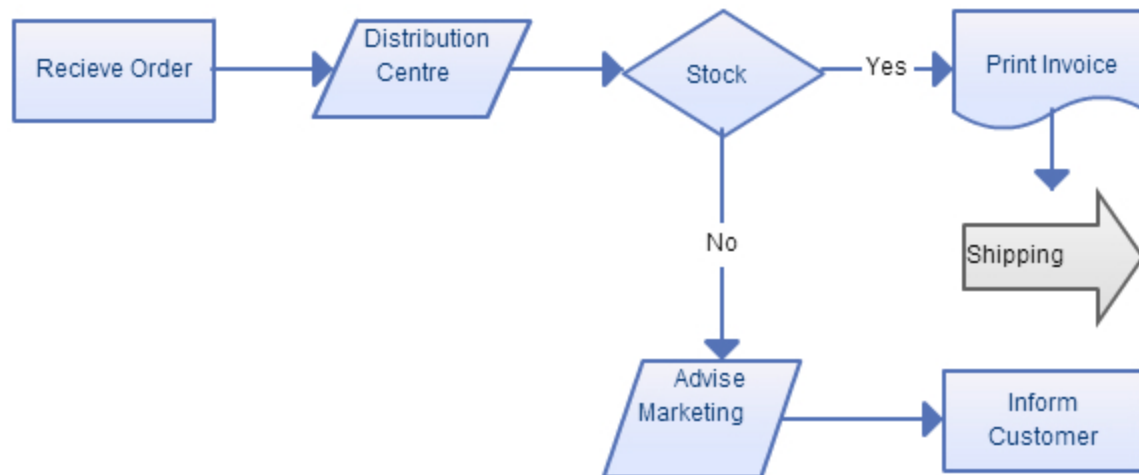 Recieve Order
Distribution
Centre
Stock
Yes
Print Invoice
No
Shipping
Advise
Marketing
Inform
Customer